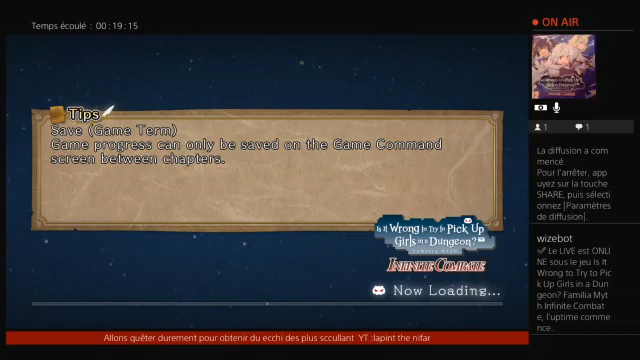 Temps écoulé : 00:19:15
ON AIR
Tips
Save (Game Term)
Game progress can only be saved on the Game Command
screen between chapters.
Is It Wrong to Try to Pick Up
Girls in a Dungeon?
FAMILIA MYTH
INFINITE COMBATE
Now Loading...
1
1
La diffusion a com
mencé.
Pour l'arrêter, app
uyez sur la touche
SHARE, puis sélecti
onnez [Paramètres
de diffusion].
wizebot
Le LIVE est ONLI
NE sous le jeu Is It
Wrong to Try to Pic
k Up Girls in a Dun
geon? Familia Myt
h Infinite Combat
e, l'uptime comme
nce.
Allons quêter durement pour obtenir du ecchi des plus sccullant YT :lapint the nifar